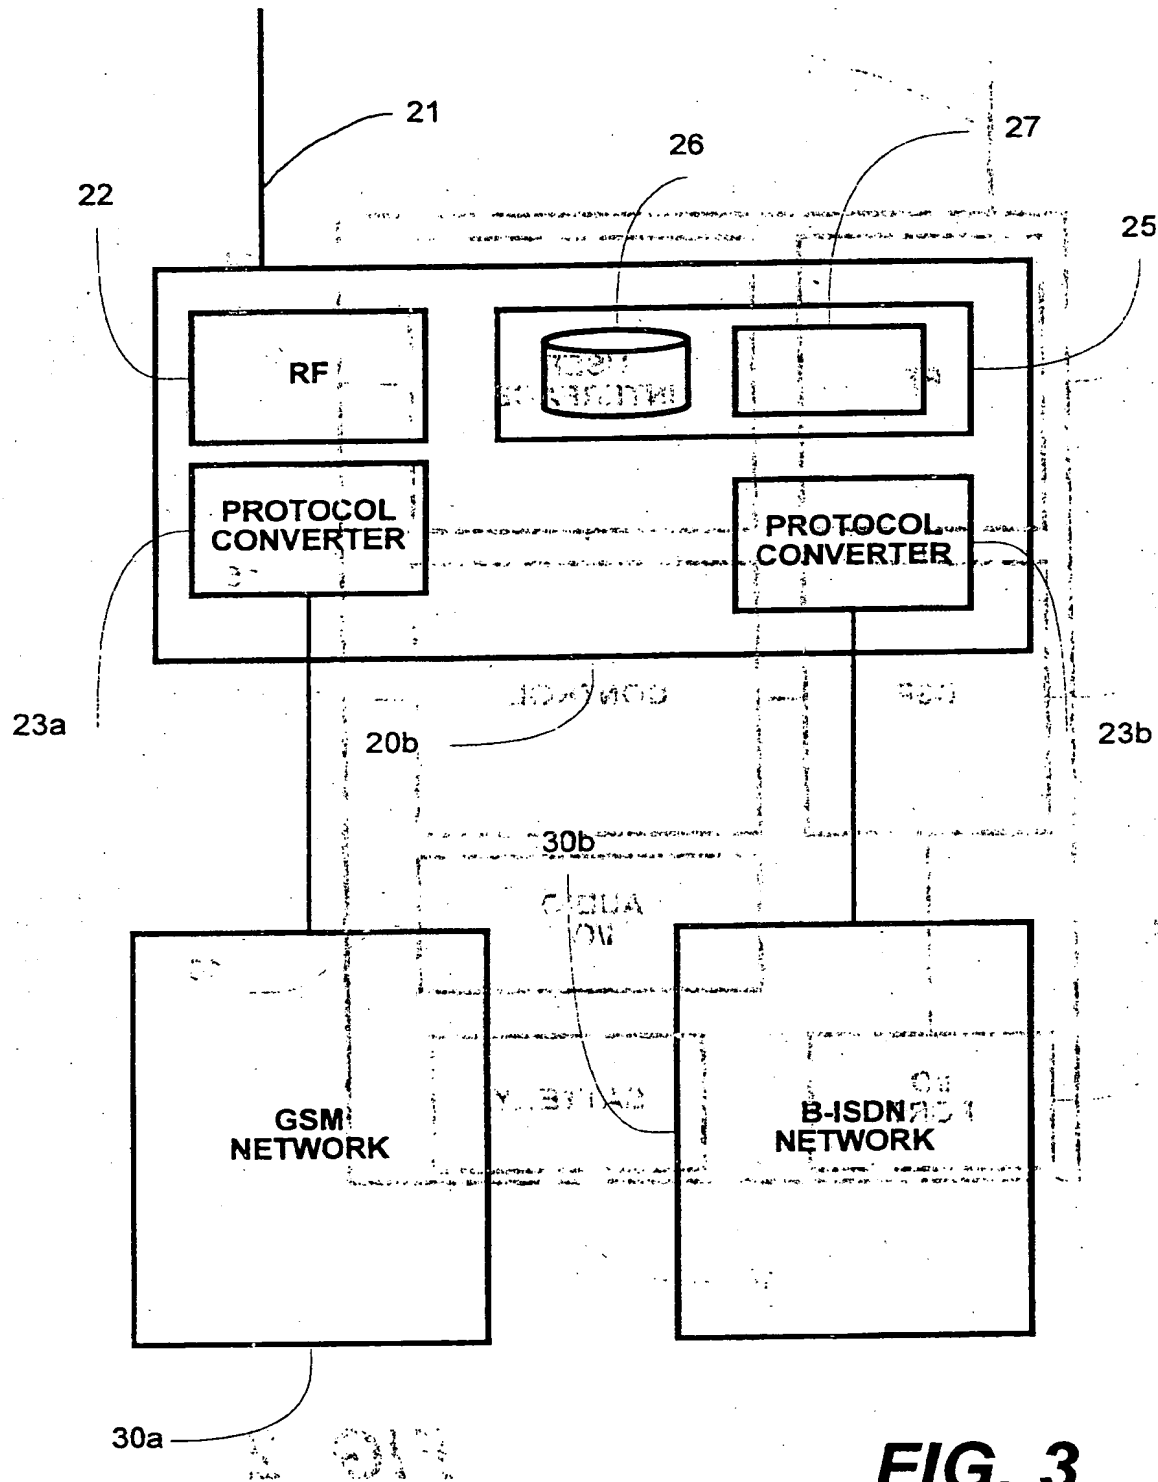 21
26
27
22
25
RF
PROTOCOL
CONVERTER
PROTOCOL
CONVERTER
23a
20b
23b
30b
GSM
NETWORK
B-ISDN
NETWORK
30a
FIG. 3